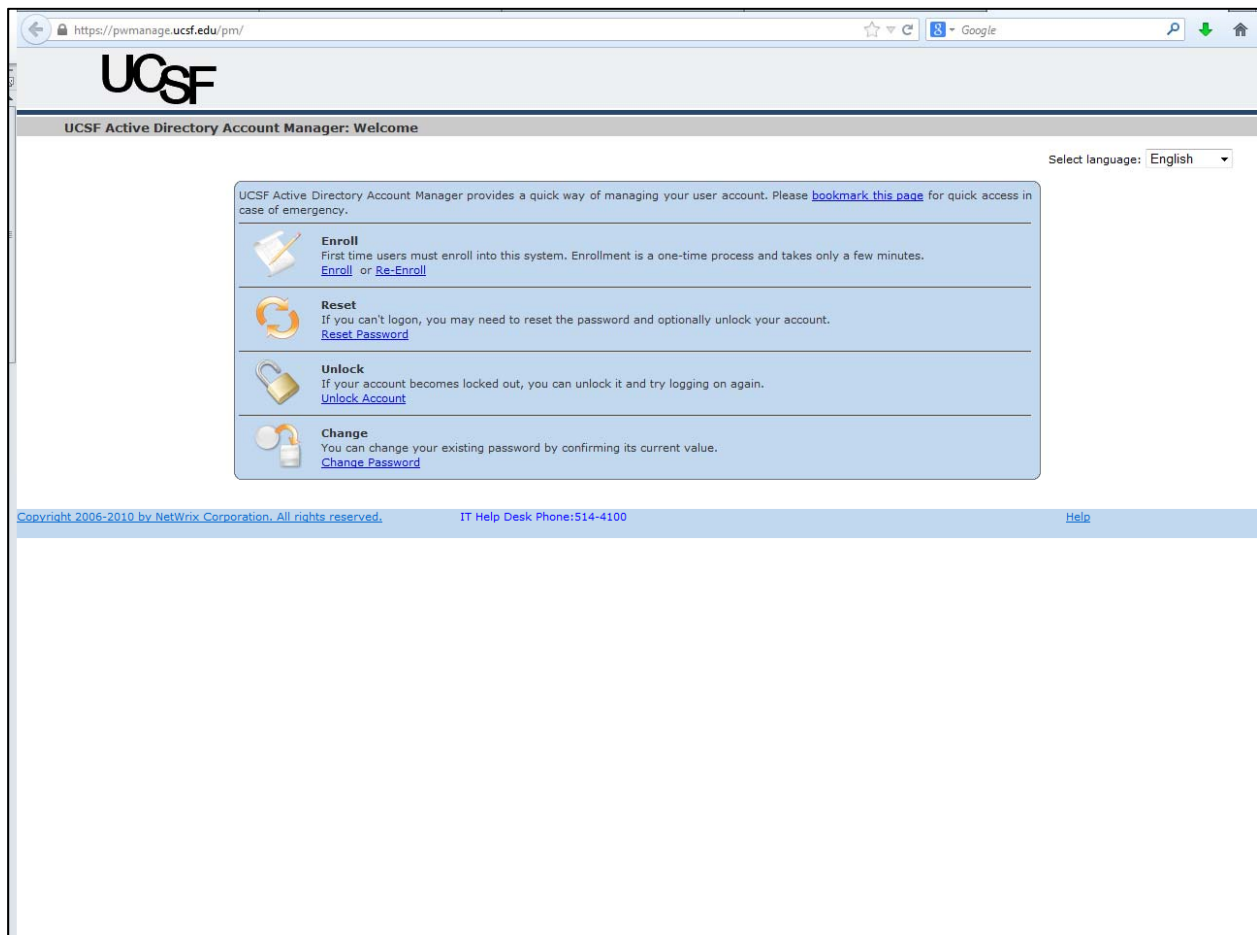 https://pwmanage.ucsf.edu/pm/
Google
UCSF
UCSF Active Directory Account Manager: Welcome
Select language: English
UCSF Active Directory Account Manager provides a quick way of managing your user account. Please bookmark this page for quick access in
case of emergency.
Enroll
First time users must enroll into this system. Enrollment is a one-time process and takes only a few minutes.
Enroll or Re-Enroll
Reset
If you can't logon, you may need to reset the password and optionally unlock your account.
Reset Password
Unlock
If your account becomes locked out, you can unlock it and try logging on again.
Unlock Account
Change
You can change your existing password by confirming its current value.
Change Password
Copyright 2006-2010 by NetWrix Corporation. All rights reserved. IT Help Desk Phone:514-4100 Help